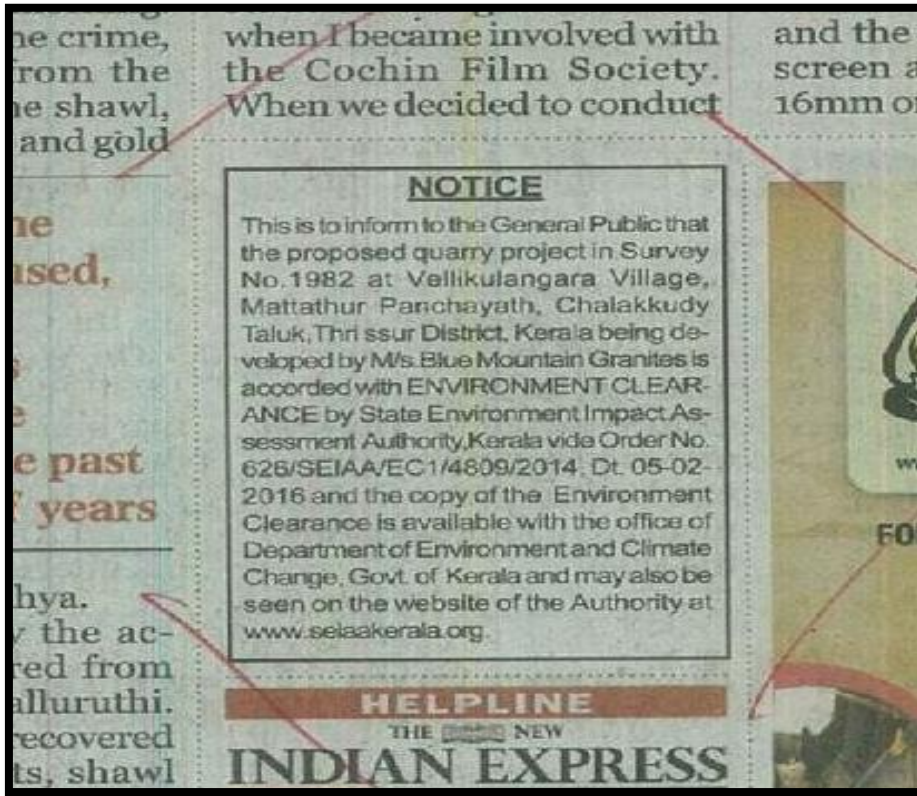 he crime,
from the
he shawl,
and gold
when I became involved with
the Cochin Film Society.
When we decided to conduct
and the
screen a
16mm o
NOTICE
This is to inform to the General Public that
the proposed quarry project in Survey
No.1982 at Vellikulangara Village,
Mattathur Panchayath, Chalakkudy
Taluk, Thri ssur District, Kerala being de-
veloped by M/s.Blue Mountain Granites is
accorded with ENVIRONMENT CLEAR-
ANCE by State Environment Impact As-
sessment Authority,Kerala vide Order No.
626/SEIAA/EC1/4809/2014, Dt. 05-02-
2016 and the copy of the Environment
Clearance is available with the office of
Department of Environment and Climate
Change, Govt. of Kerala and may also be
seen on the website of the Authority at
www.seiaakerala.org.
ne
used,
s
e
e past
f years
hya.
y the ac-
red from
alluruthi.
recovered
ts, shawl
HELPLINE
THE NEW
INDIAN EXPRESS
w
FO